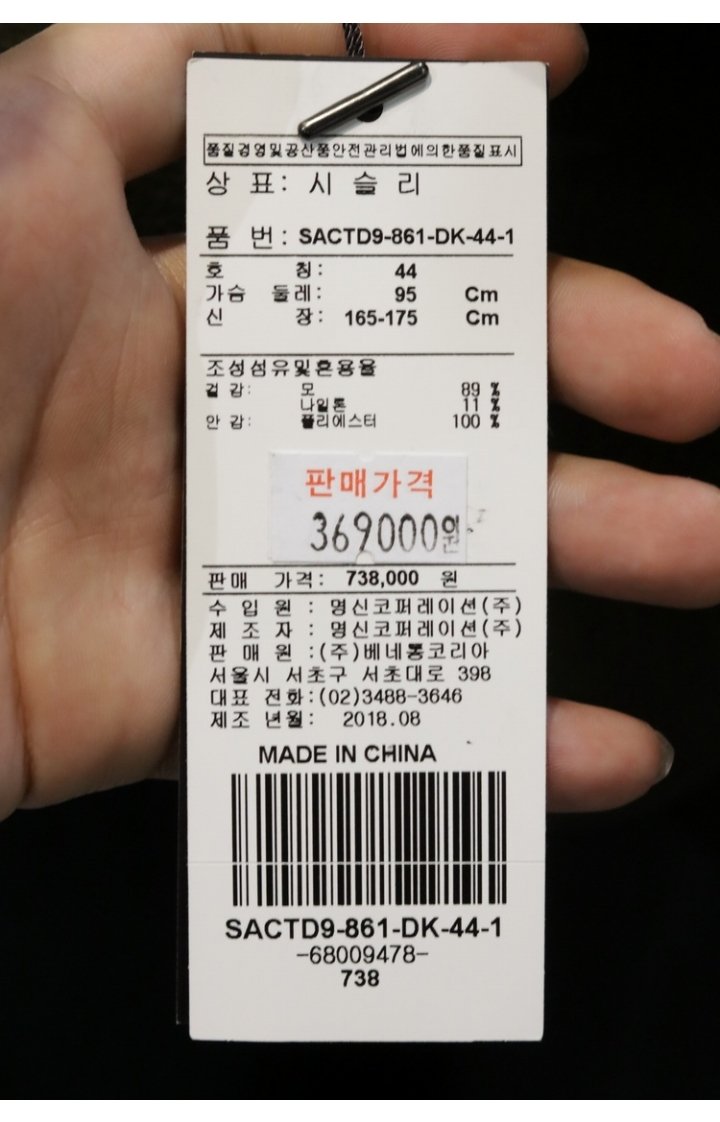 품질경영및공산품안전관리법에의한품질표시
상 표: 시 슬 리
품 번: SACTD9-861-DK-44-1
호 칭: 44
가슴 둘레: 95 Cm
신 장: 165-175 Cm
조성섬유및혼용율
겉 감: 모 89 %
나일론 11 %
안 감: 폴리에스터 100 %
판매가격
369000원
판매 가격: 738,000 원
수 입 원 : 명신코퍼레이션(주)
제 조 자 : 명신코퍼레이션(주)
판 매 원 :(주)베네통코리아
서울시 서초구 서초대로 398
대표 전화:(02)3488-3646
제조 년월: 2018.08
MADE IN CHINA
SACTD9-861-DK-44-1
-68009478-
738